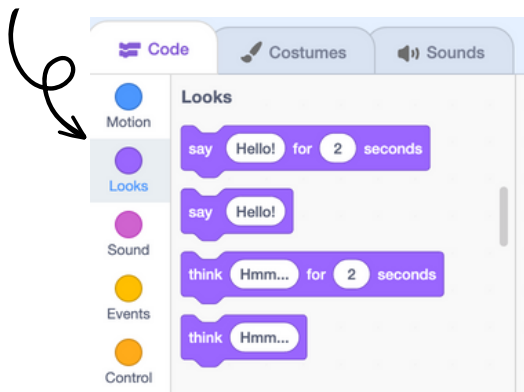 Code Costumes Sounds
Motion
Looks
Sound
Events
Control
Looks
say Hello! for 2 seconds
say Hello!
think Hmm... for 2 seconds
think Hmm...